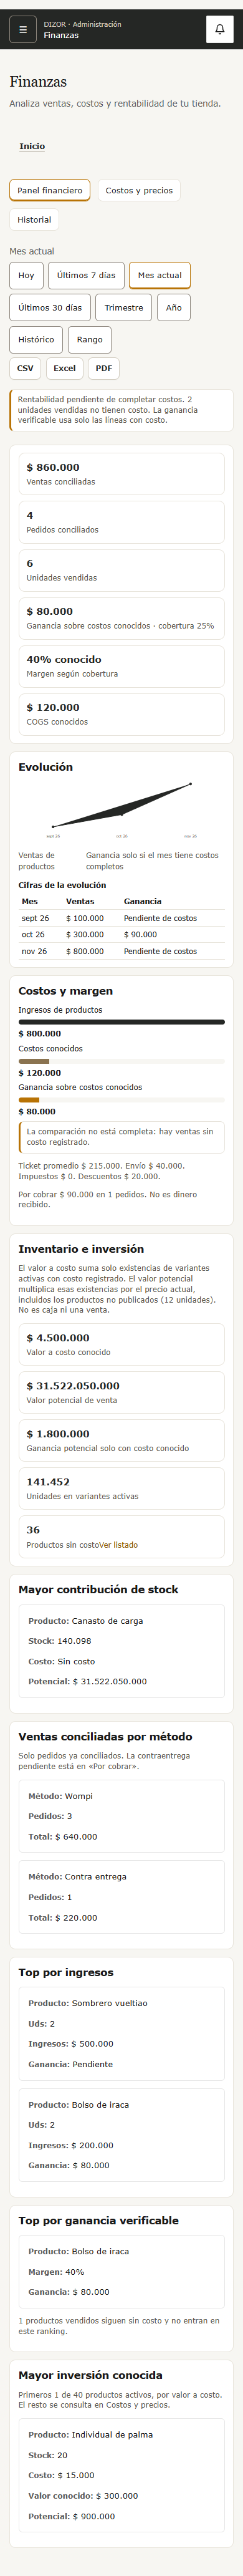 DIZOR · Administración
Finanzas
Finanzas
Analiza ventas, costos y rentabilidad de tu tienda.
Inicio
Panel financiero
Costos y precios
Historial
Mes actual
Hoy
Últimos 7 días
Mes actual
Últimos 30 días
Trimestre
Año
Histórico
Rango
CSV
Excel
PDF
Rentabilidad pendiente de completar costos. 2
unidades vendidas no tienen costo. La ganancia
verificable usa solo las líneas con costo.
$ 860.000
Ventas conciliadas
4
Pedidos conciliados
6
Unidades vendidas
$ 80.000
Ganancia sobre costos conocidos · cobertura 25%
40% conocido
Margen según cobertura
$ 120.000
COGS conocidos
Evolución
sept 26
oct 26
nov 26
Ventas de
productos
Ganancia solo si el mes tiene costos
completos
Cifras de la evolución
Mes Ventas Ganancia
sept 26 $ 100.000 Pendiente de costos
oct 26 $ 300.000 $ 90.000
nov 26 $ 800.000 Pendiente de costos
Costos y margen
Ingresos de productos
$ 800.000
Costos conocidos
$ 120.000
Ganancia sobre costos conocidos
$ 80.000
La comparación no está completa: hay ventas sin
costo registrado.
Ticket promedio $ 215.000. Envío $ 40.000.
Impuestos $ 0. Descuentos $ 20.000.
Por cobrar $ 90.000 en 1 pedidos. No es dinero
recibido.
Inventario e inversión
El valor a costo suma solo existencias de variantes
activas con costo registrado. El valor potencial
multiplica esas existencias por el precio actual,
incluidos los productos no publicados (12 unidades).
No es caja ni una venta.
$ 4.500.000
Valor a costo conocido
$ 31.522.050.000
Valor potencial de venta
$ 1.800.000
Ganancia potencial solo con costo conocido
141.452
Unidades en variantes activas
36
Productos sin costoVer listado
Mayor contribución de stock
Producto: Canasto de carga
Stock: 140.098
Costo: Sin costo
Potencial: $ 31.522.050.000
Ventas conciliadas por método
Solo pedidos ya conciliados. La contraentrega
pendiente está en «Por cobrar».
Método: Wompi
Pedidos: 3
Total: $ 640.000
Método: Contra entrega
Pedidos: 1
Total: $ 220.000
Top por ingresos
Producto: Sombrero vueltiao
Uds: 2
Ingresos: $ 500.000
Ganancia: Pendiente
Producto: Bolso de iraca
Uds: 2
Ingresos: $ 200.000
Ganancia: $ 80.000
Top por ganancia verificable
Producto: Bolso de iraca
Margen: 40%
Ganancia: $ 80.000
1 productos vendidos siguen sin costo y no entran en
este ranking.
Mayor inversión conocida
Primeros 1 de 40 productos activos, por valor a costo.
El resto se consulta en Costos y precios.
Producto: Individual de palma
Stock: 20
Costo: $ 15.000
Valor conocido: $ 300.000
Potencial: $ 900.000